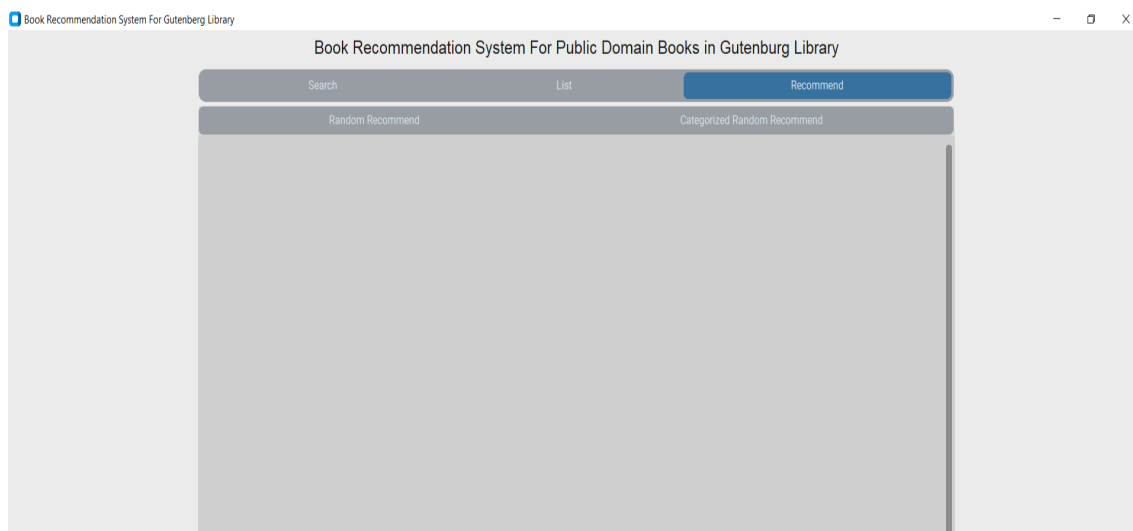 Book Recommendation System For Gutenberg Library
Book Recommendation System For Public Domain Books in Gutenburg Library
Search List Recommend
Random Recommend Categorized Random Recommend